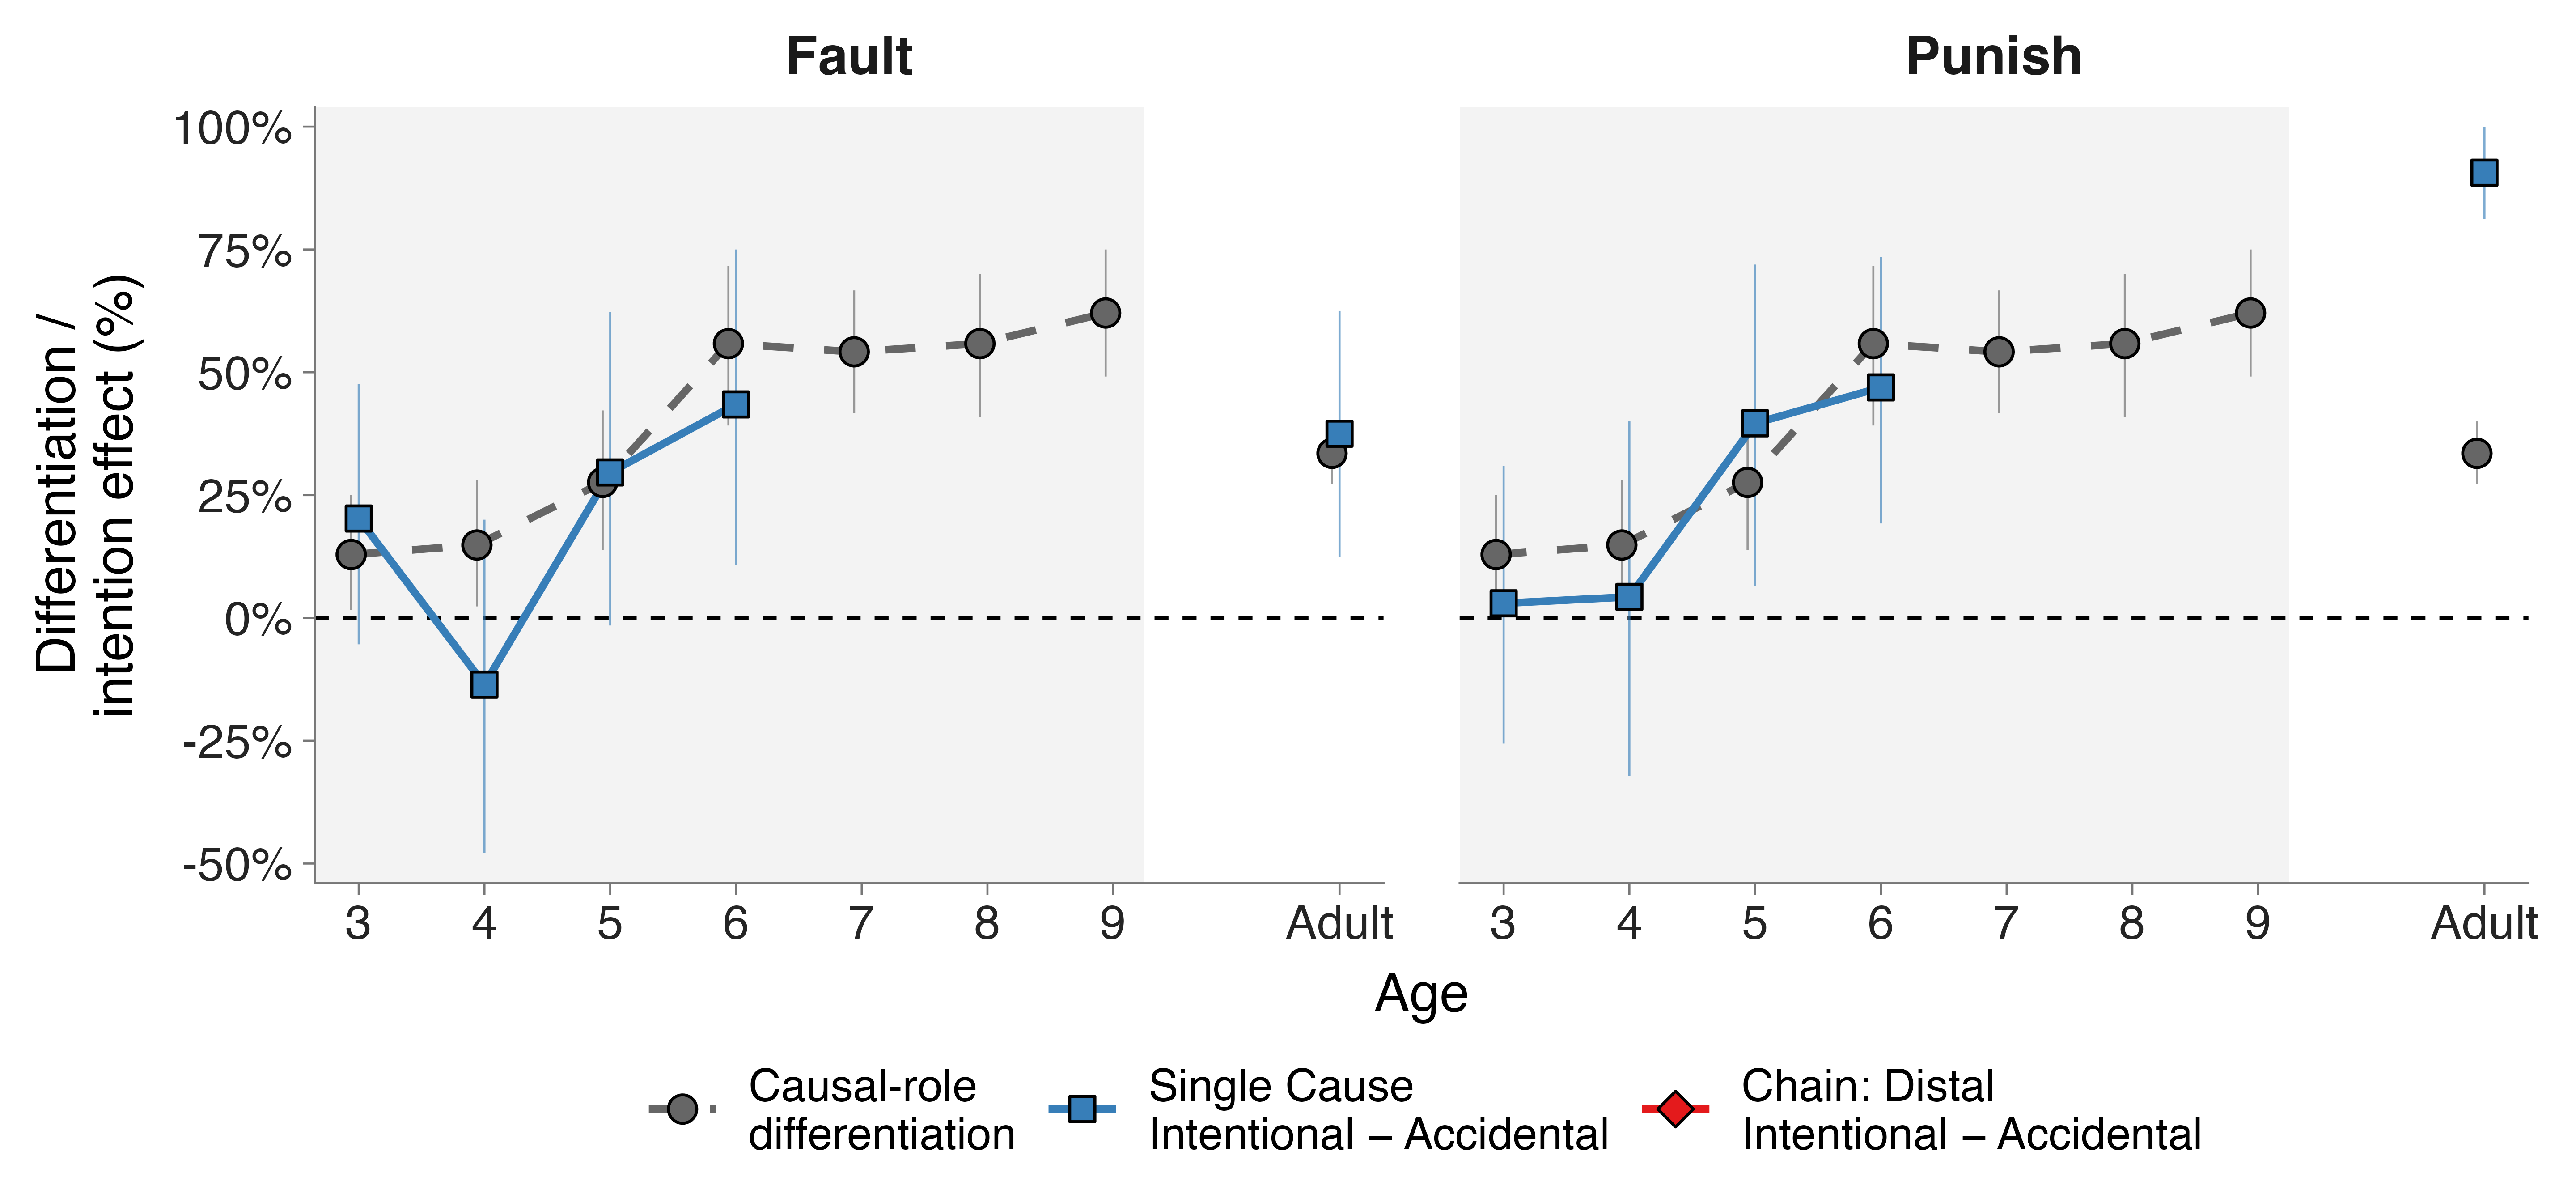 Fault
Punish
Differentiation /
intention effect (%)
100%
75%
50%
25%
0%
-25%
-50%
3 4 5 6 7 8 9 Adult
3 4 5 6 7 8 9 Adult
Age
Causal-role
differentiation
Single Cause
Intentional – Accidental
Chain: Distal
Intentional – Accidental